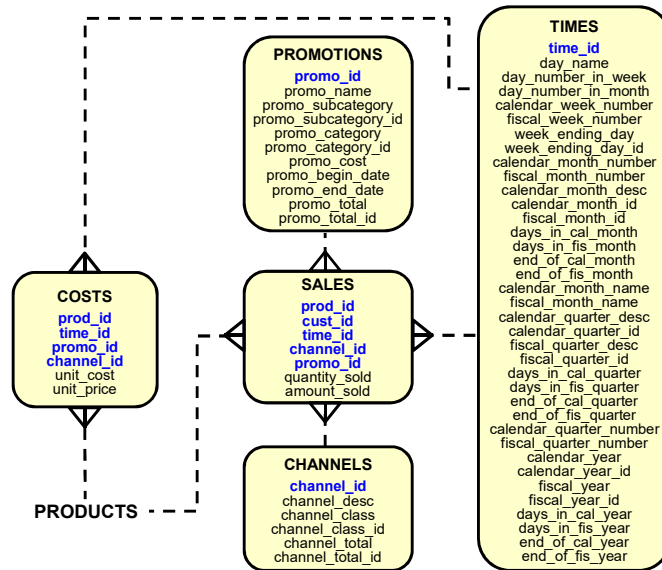 PROMOTIONS
promo_id
promo_name
promo_subcategory
promo_subcategory_id
promo_category
promo_category_id
promo_cost
promo_begin_date
promo_end_date
promo_total
promo_total_id
TIMES
time_id
day_name
day_number_in_week
day_number_in_month
calendar_week_number
fiscal_week_number
week_ending_day
week_ending_day_id
calendar_month_number
fiscal_month_number
calendar_month_desc
calendar_month_id
fiscal_month_id
days_in_cal_month
days_in_fis_month
end_of_cal_month
end_of_fis_month
calendar_month_name
fiscal_month_name
calendar_quarter_desc
calendar_quarter_id
fiscal_quarter_desc
fiscal_quarter_id
days_in_cal_quarter
days_in_fis_quarter
end_of_cal_quarter
end_of_fis_quarter
calendar_quarter_number
fiscal_quarter_number
calendar_year
calendar_year_id
fiscal_year
fiscal_year_id
days_in_cal_year
days_in_fis_year
end_of_cal_year
end_of_fis_year
COSTS
prod_id
time_id
promo_id
channel_id
unit_cost
unit_price
SALES
prod_id
cust_id
time_id
channel_id
promo_id
quantity_sold
amount_sold
PRODUCTS
CHANNELS
channel_id
channel_desc
channel_class
channel_class_id
channel_total
channel_total_id